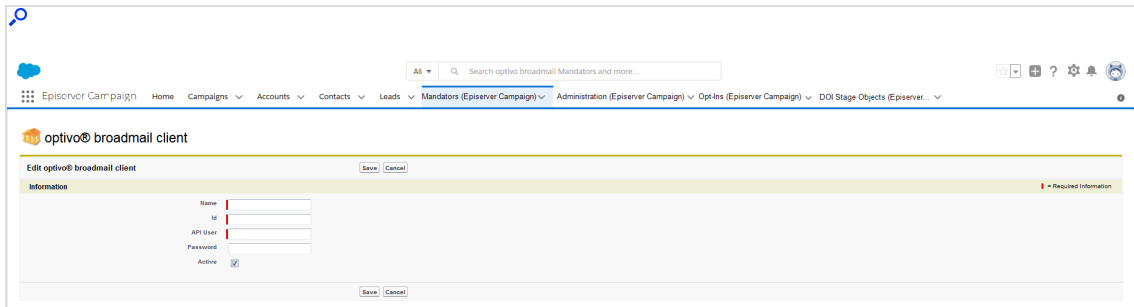 All Search optivo broadmail Mandators and more...
Episerver Campaign Home Campaigns Accounts Contacts Leads Mandators (Episerver Campaign) Administration (Episerver Campaign) Opt-Ins (Episerver Campaign) DOI Stage Objects (Episerver...
optivo® broadmail client
Edit optivo® broadmail client Save Cancel
Information = Required Information
Name
Id
API User
Password
Active
Save Cancel